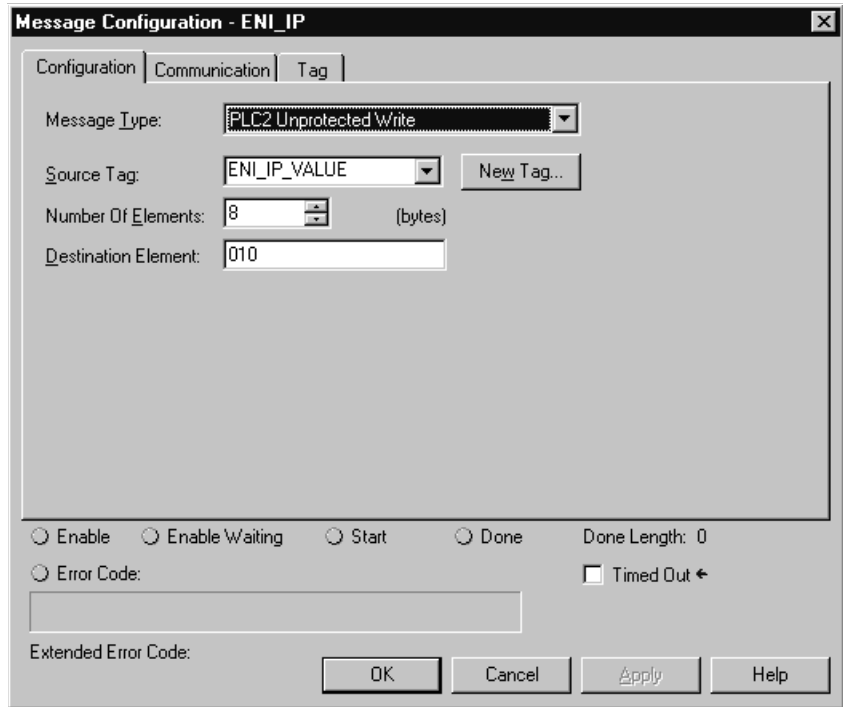 Message Configuration - ENI_IP
Configuration Communication Tag
Message Type: PLC2 Unprotected Write
Source Tag: ENI_IP_VALUE New Tag...
Number Of Elements: 8 (bytes)
Destination Element: 010
Enable Enable Waiting Start Done Done Length: 0
Error Code: Timed Out ←
Extended Error Code:
OK Cancel Apply Help